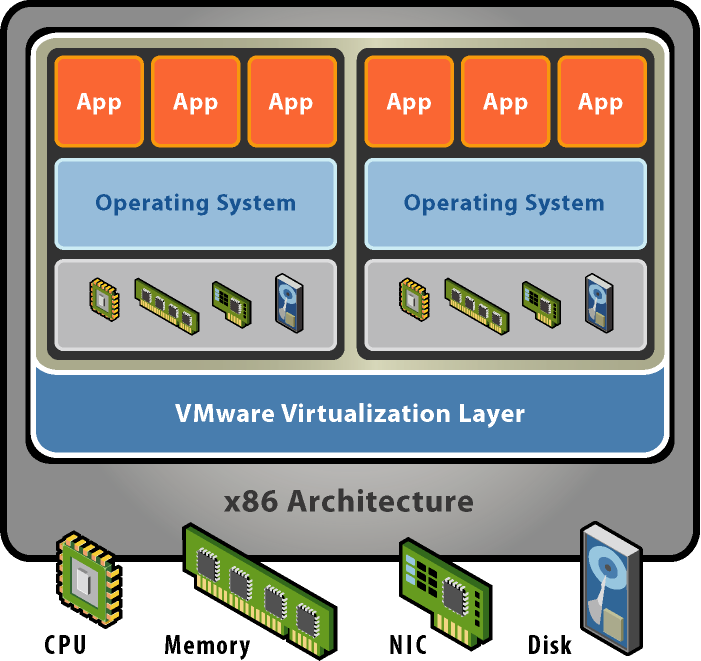 App App App App App App
Operating System Operating System
VMware Virtualization Layer
x86 Architecture
CPU Memory NIC Disk